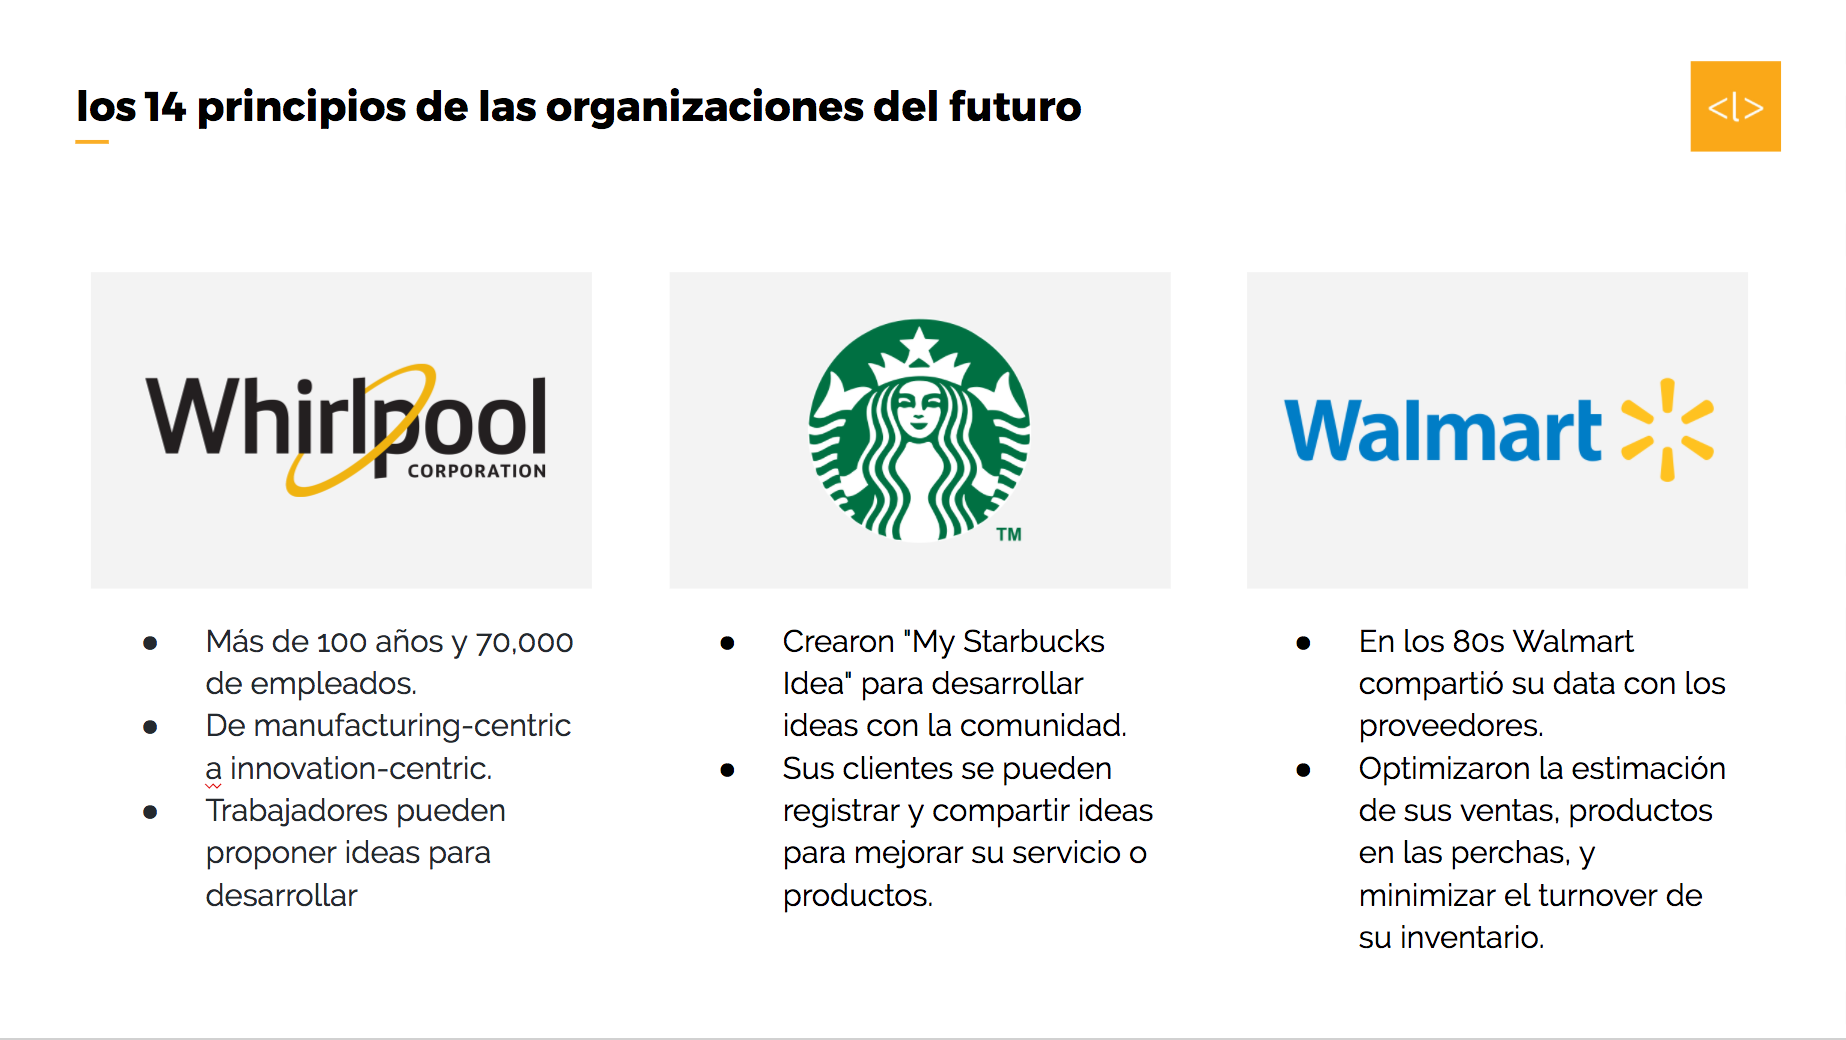 los 14 principios de las organizaciones del futuro
<l>
Whirlpool
CORPORATION
TM
Walmart
● Más de 100 años y 70,000
de empleados.
● De manufacturing-centric
a innovation-centric.
● Trabajadores pueden
proponer ideas para
desarrollar
● Crearon "My Starbucks
Idea" para desarrollar
ideas con la comunidad.
● Sus clientes se pueden
registrar y compartir ideas
para mejorar su servicio o
productos.
● En los 80s Walmart
compartió su data con los
proveedores.
● Optimizaron la estimación
de sus ventas, productos
en las perchas, y
minimizar el turnover de
su inventario.